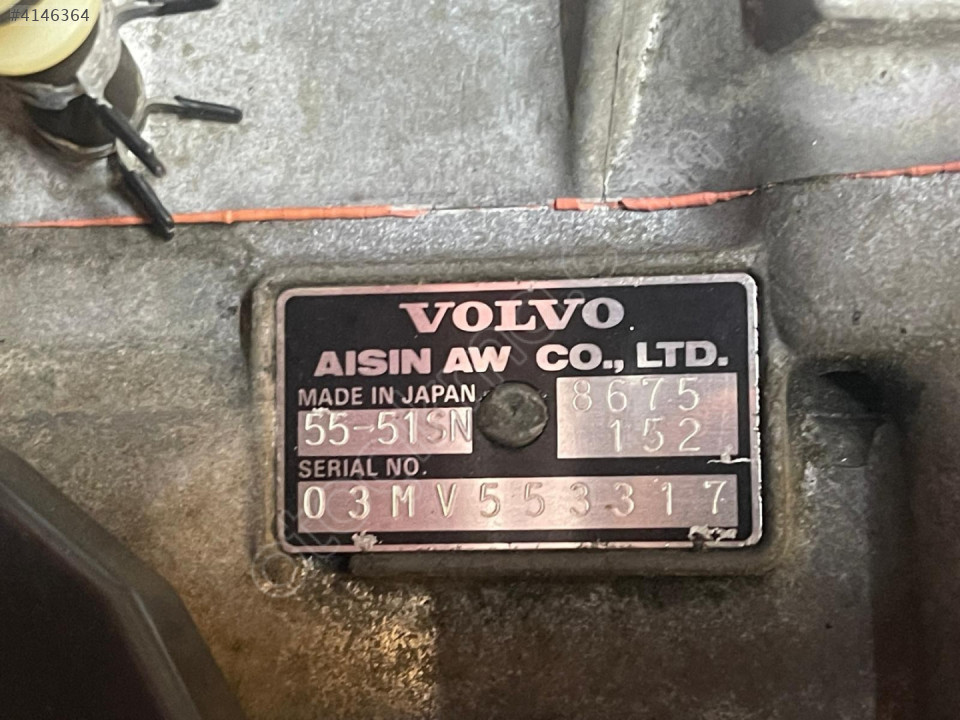 #4146364
VOLVO
AISIN AW CO., LTD.
MADE IN JAPAN
8675
55-51SN
152
SERIAL NO.
03MV553317